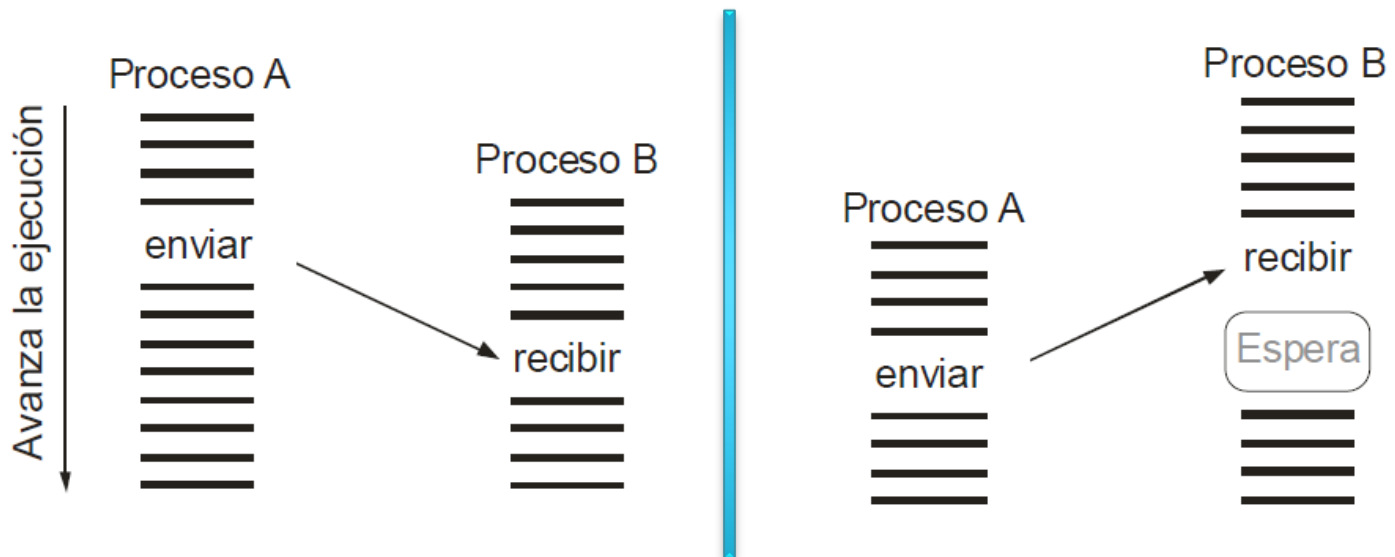 Avanza la ejecución
Proceso A
enviar
Proceso B
recibir
Proceso A
enviar
Proceso B
recibir
Espera